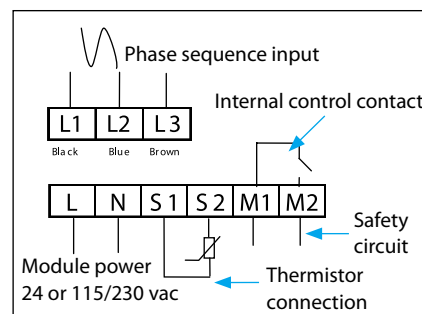 Phase sequence input
Internal control contact
L1 L2 L3
Black Blue Brown
L N S1 S2 M1 M2
Safety
circuit
Module power
24 or 115/230 vac
Thermistor
connection